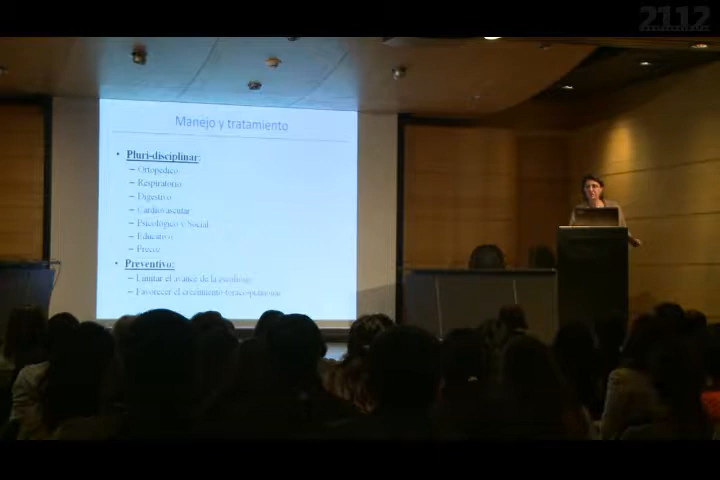 2112
Manejo y tratamiento
• Pluri-disciplinar:
– Ortopédico
– Respiratorio
– Digestivo
– Cardiovascular
– Psicológico y Social
– Educativo
– Precoz
• Preventivo:
– Limitar el avance de la escoliosis
– Favorecer el crecimiento toraco-pulmonar